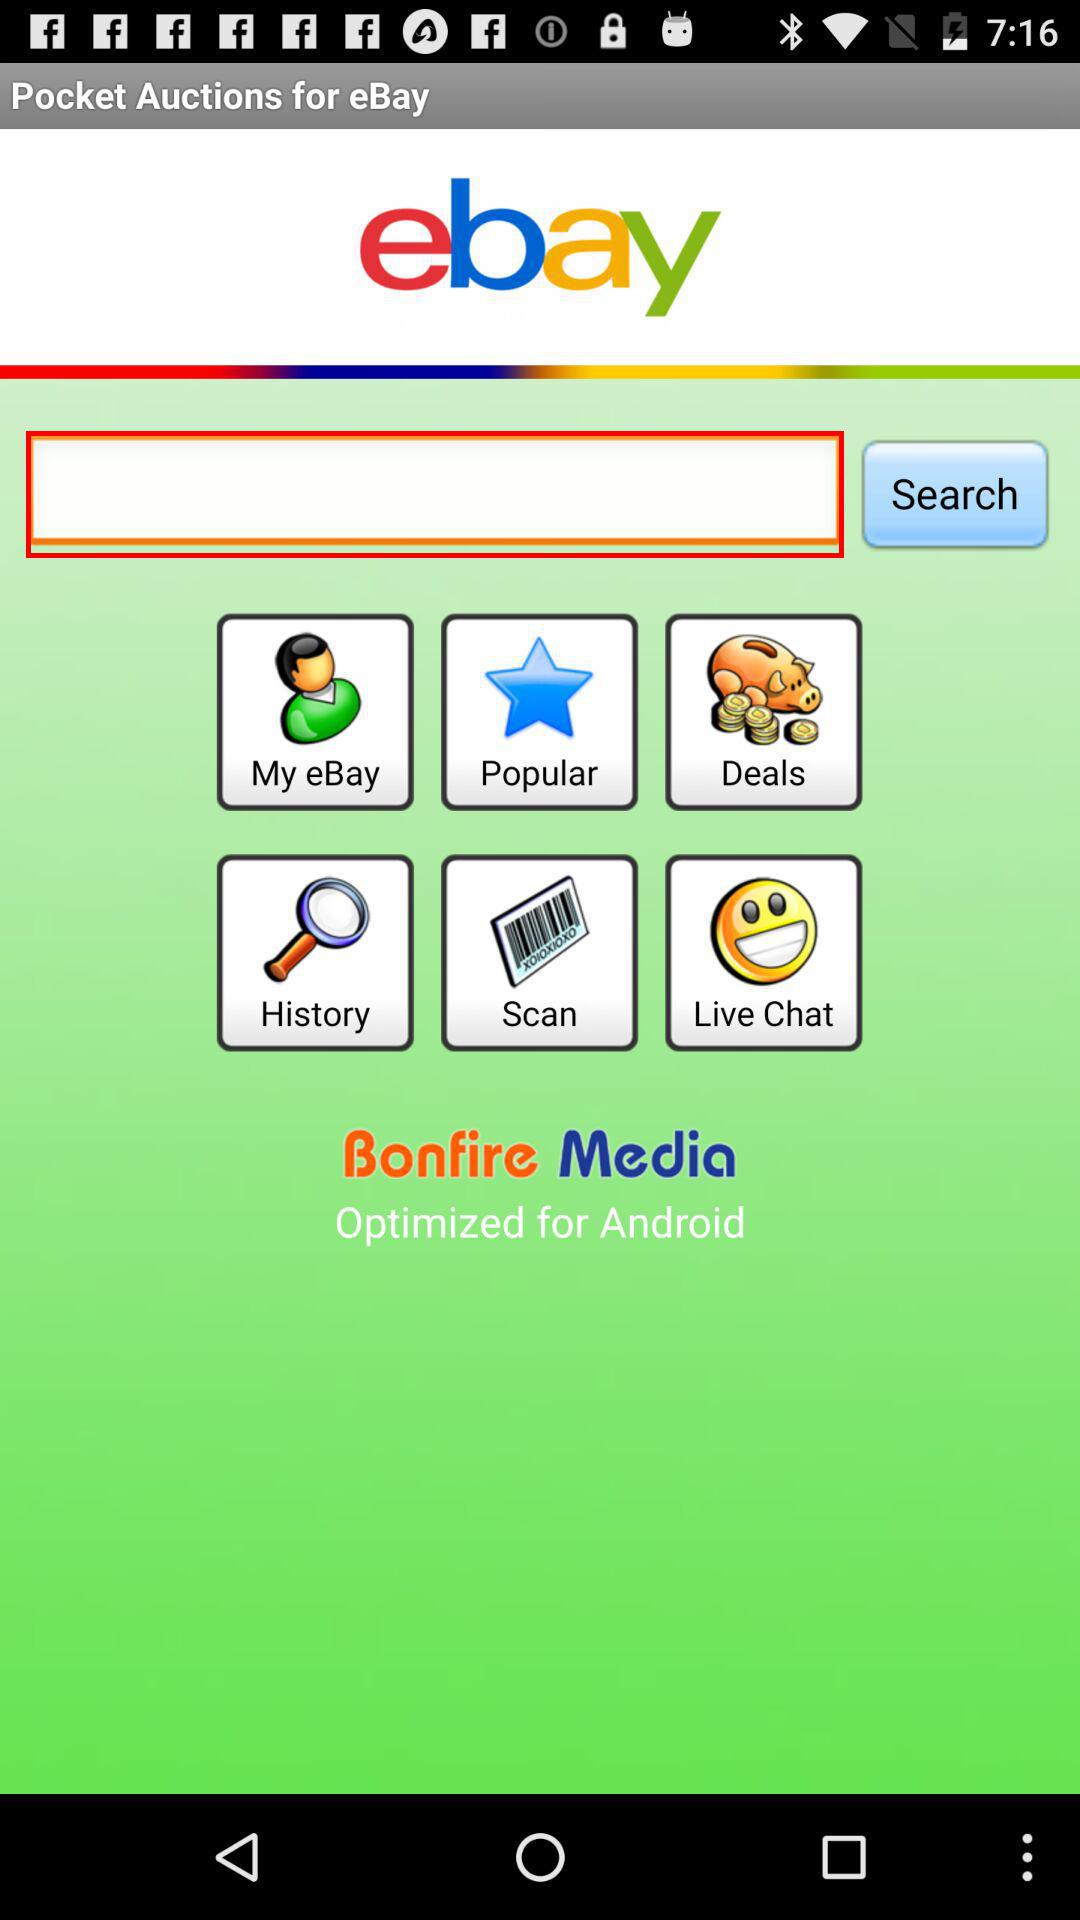 7:16
Pocket Auctions for eBay
ebay
Search
My eBay
Popular
Deals
History
Scan
Live Chat
XOIOXIOXO
Bonfire Media
Optimized for Android